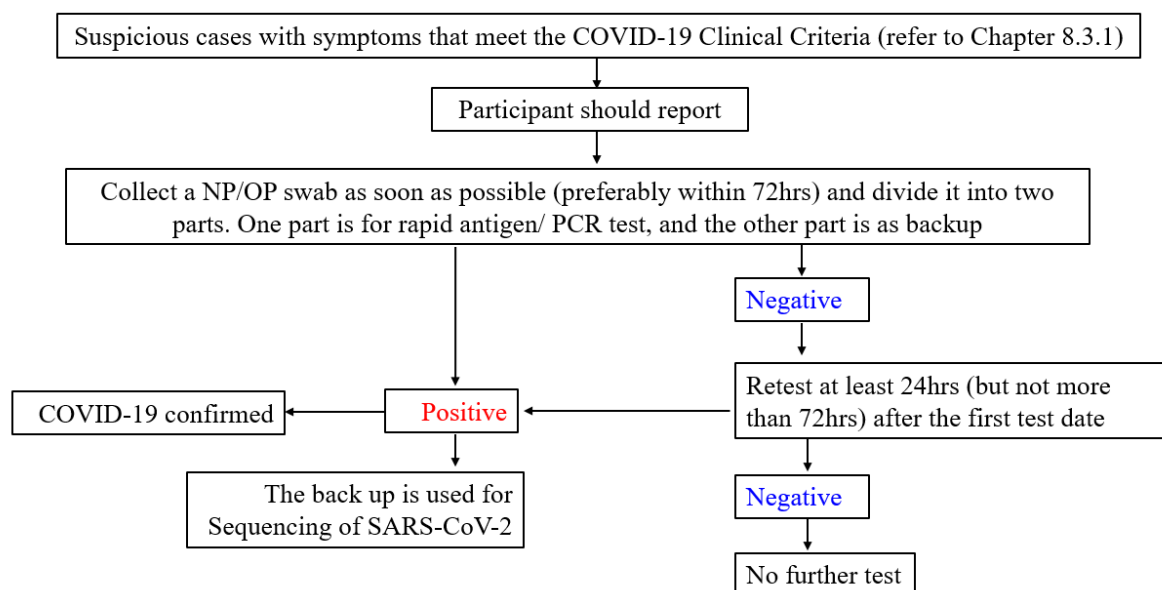 Suspicious cases with symptoms that meet the COVID-19 Clinical Criteria (refer to Chapter 8.3.1)
Participant should report
Collect a NP/OP swab as soon as possible (preferably within 72hrs) and divide it into two
parts. One part is for rapid antigen/ PCR test, and the other part is as backup
Negative
Retest at least 24hrs (but not more
than 72hrs) after the first test date
Positive
COVID-19 confirmed
The back up is used for
Sequencing of SARS-CoV-2
Negative
No further test